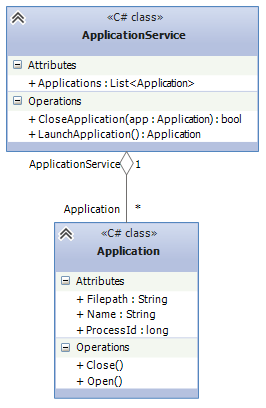 «C# class»
ApplicationService
Attributes
+ Applications : List<Application>
Operations
+ CloseApplication(app : Application) : bool
+ LaunchApplication() : Application
ApplicationService 1
Application *
«C# class»
Application
Attributes
+ Filepath : String
+ Name : String
+ ProcessId : long
Operations
+ Close()
+ Open()